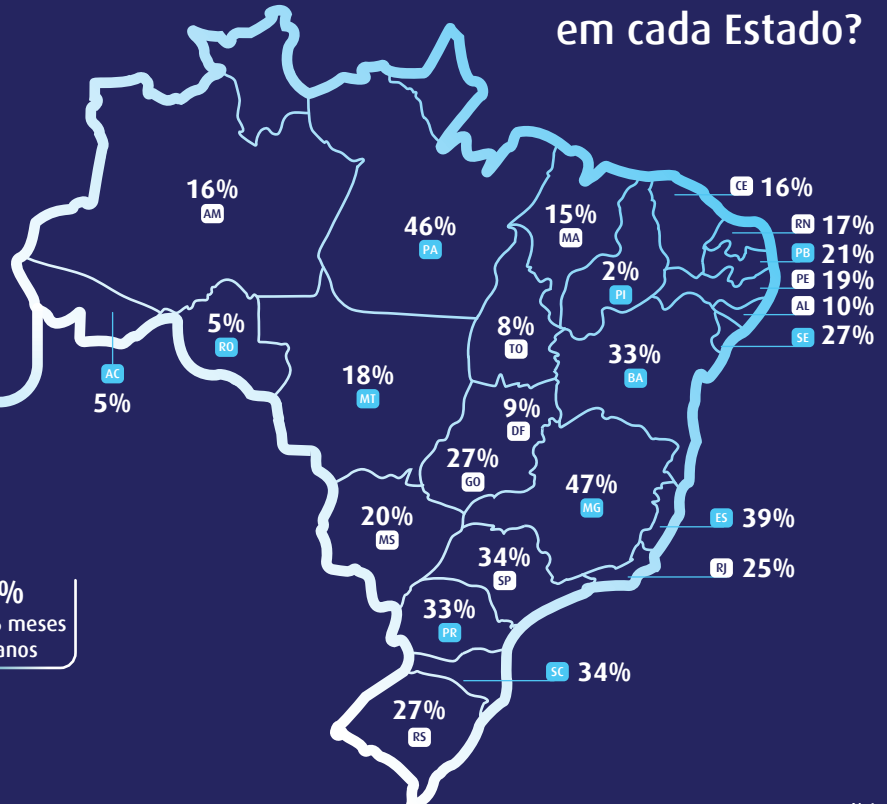 em cada Estado?
CE 16%
16%
AM
15%
MA
RN 17%
46%
PA
PB 21%
2%
PI
PE 19%
AL 10%
5%
RO
8%
TO
SE 27%
33%
BA
AC
5%
18%
MT
9%
DF
27%
GO
47%
MG
20%
MS
ES 39%
34%
SP
RJ 25%
%
meses
anos
33%
PR
SC 34%
27%
RS